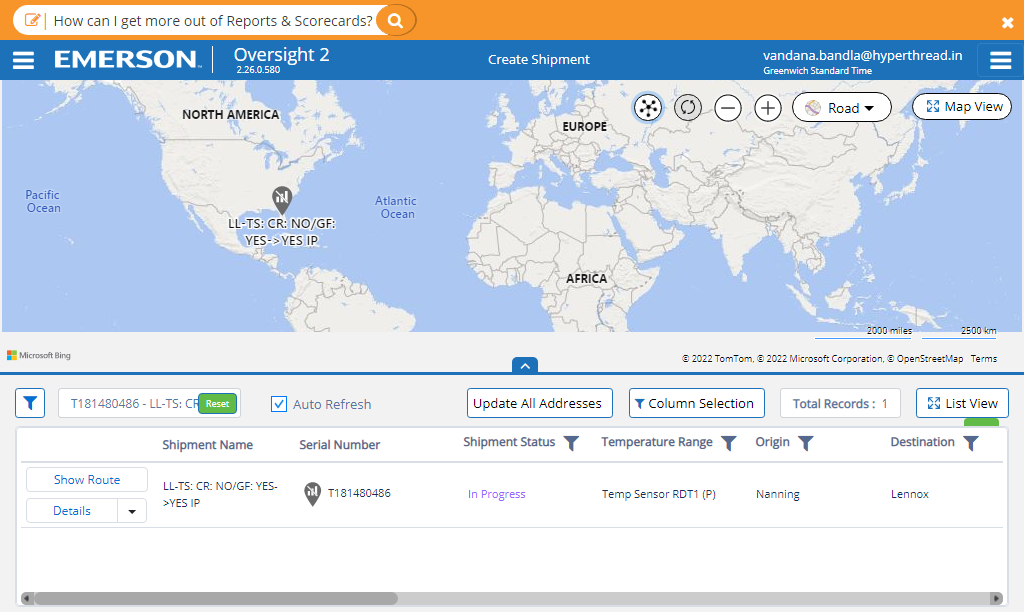 How can I get more out of Reports & Scorecards?
EMERSON
Oversight 2
2.26.0.580
Create Shipment
vandana.bandla@hyperthread.in
Greenwich Standard Time
NORTH AMERICA
EUROPE
Road
Map View
Pacific
Ocean
Atlantic
Ocean
LL-TS: CR: NO/GF:
YES->YES IP
AFRICA
2000 miles
2500 km
Microsoft Bing
© 2022 TomTom, © 2022 Microsoft Corporation, © OpenStreetMap Terms
T181480486 - LL-TS: CR
Reset
Auto Refresh
Update All Addresses
Column Selection
Total Records : 1
List View
Shipment Name
Serial Number
Shipment Status
Temperature Range
Origin
Destination
Show Route
Details
LL-TS: CR: NO/GF: YES-
>YES IP
T181480486
In Progress
Temp Sensor RDT1 (P)
Nanning
Lennox